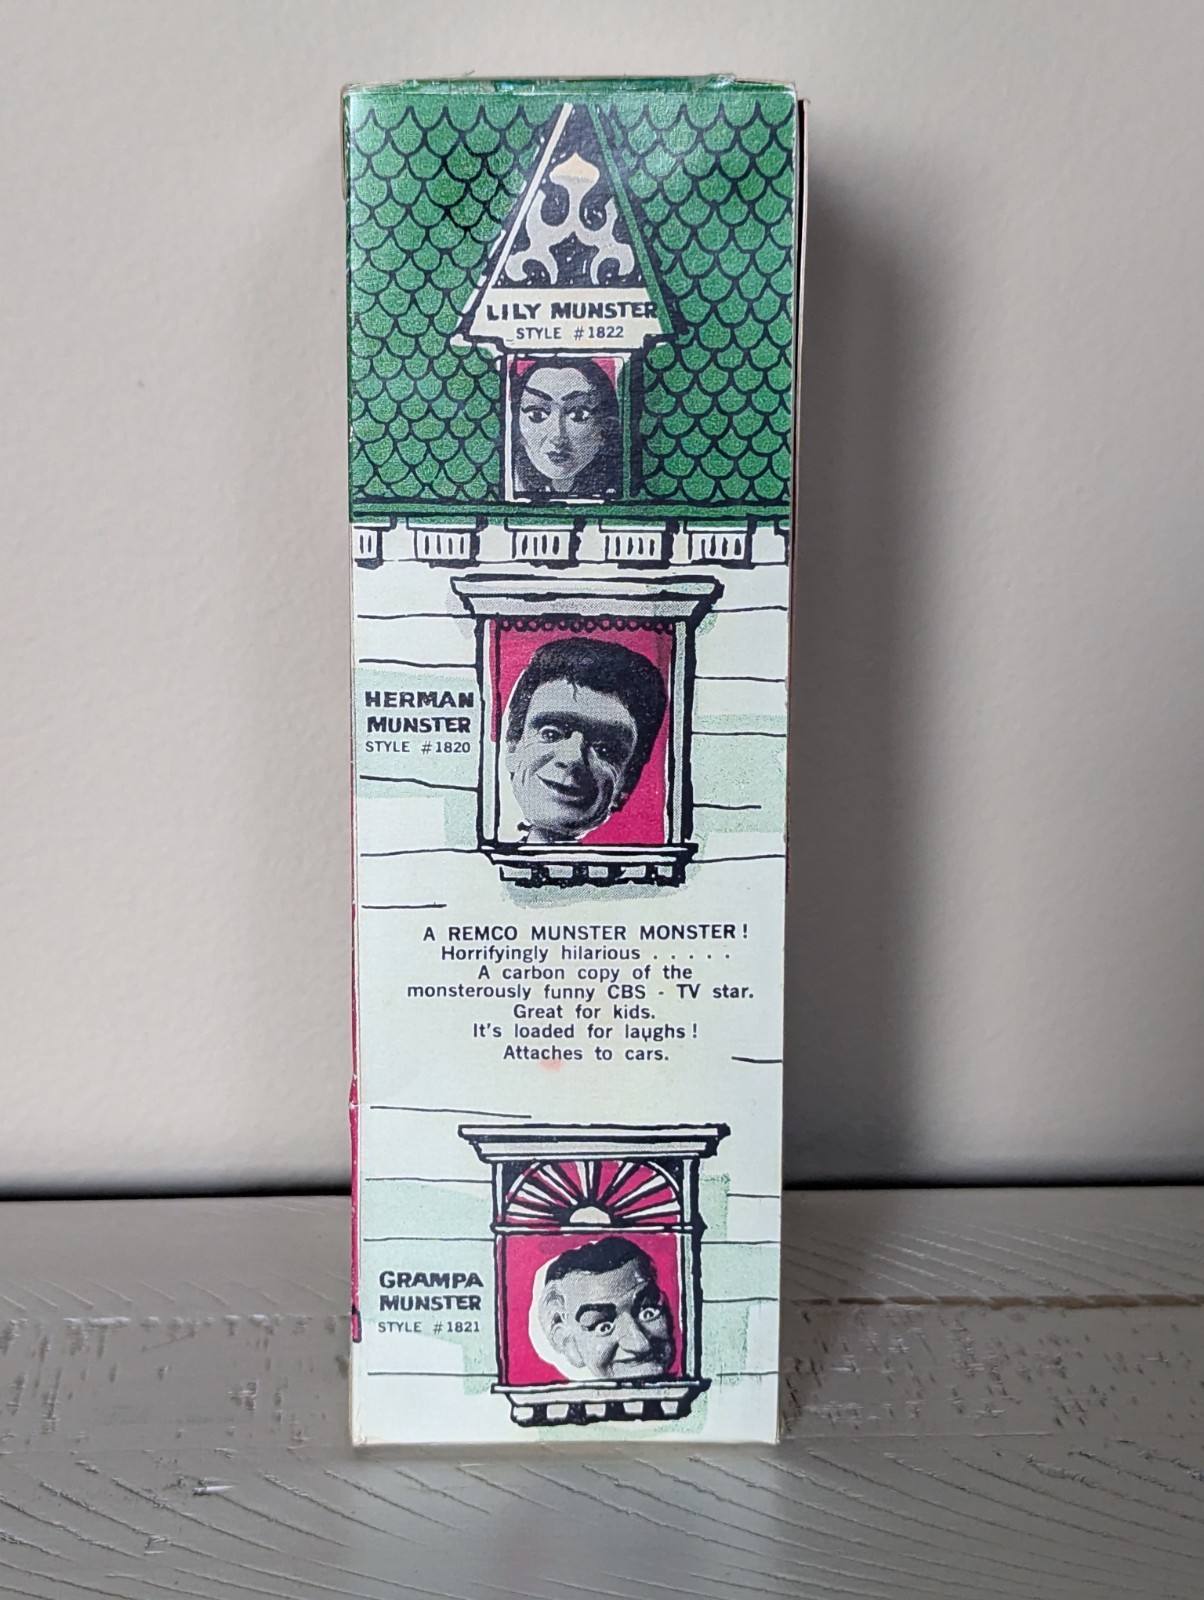 LILY MUNSTER
STYLE #1822
HERMAN
MUNSTER
STYLE #1820
A REMCO MUNSTER MONSTER!
Horrifyingly hilarious . . . . .
A carbon copy of the
monsterously funny CBS - TV star.
Great for kids.
It's loaded for laughs!
Attaches to cars.
GRAMPA
MUNSTER
STYLE #1821